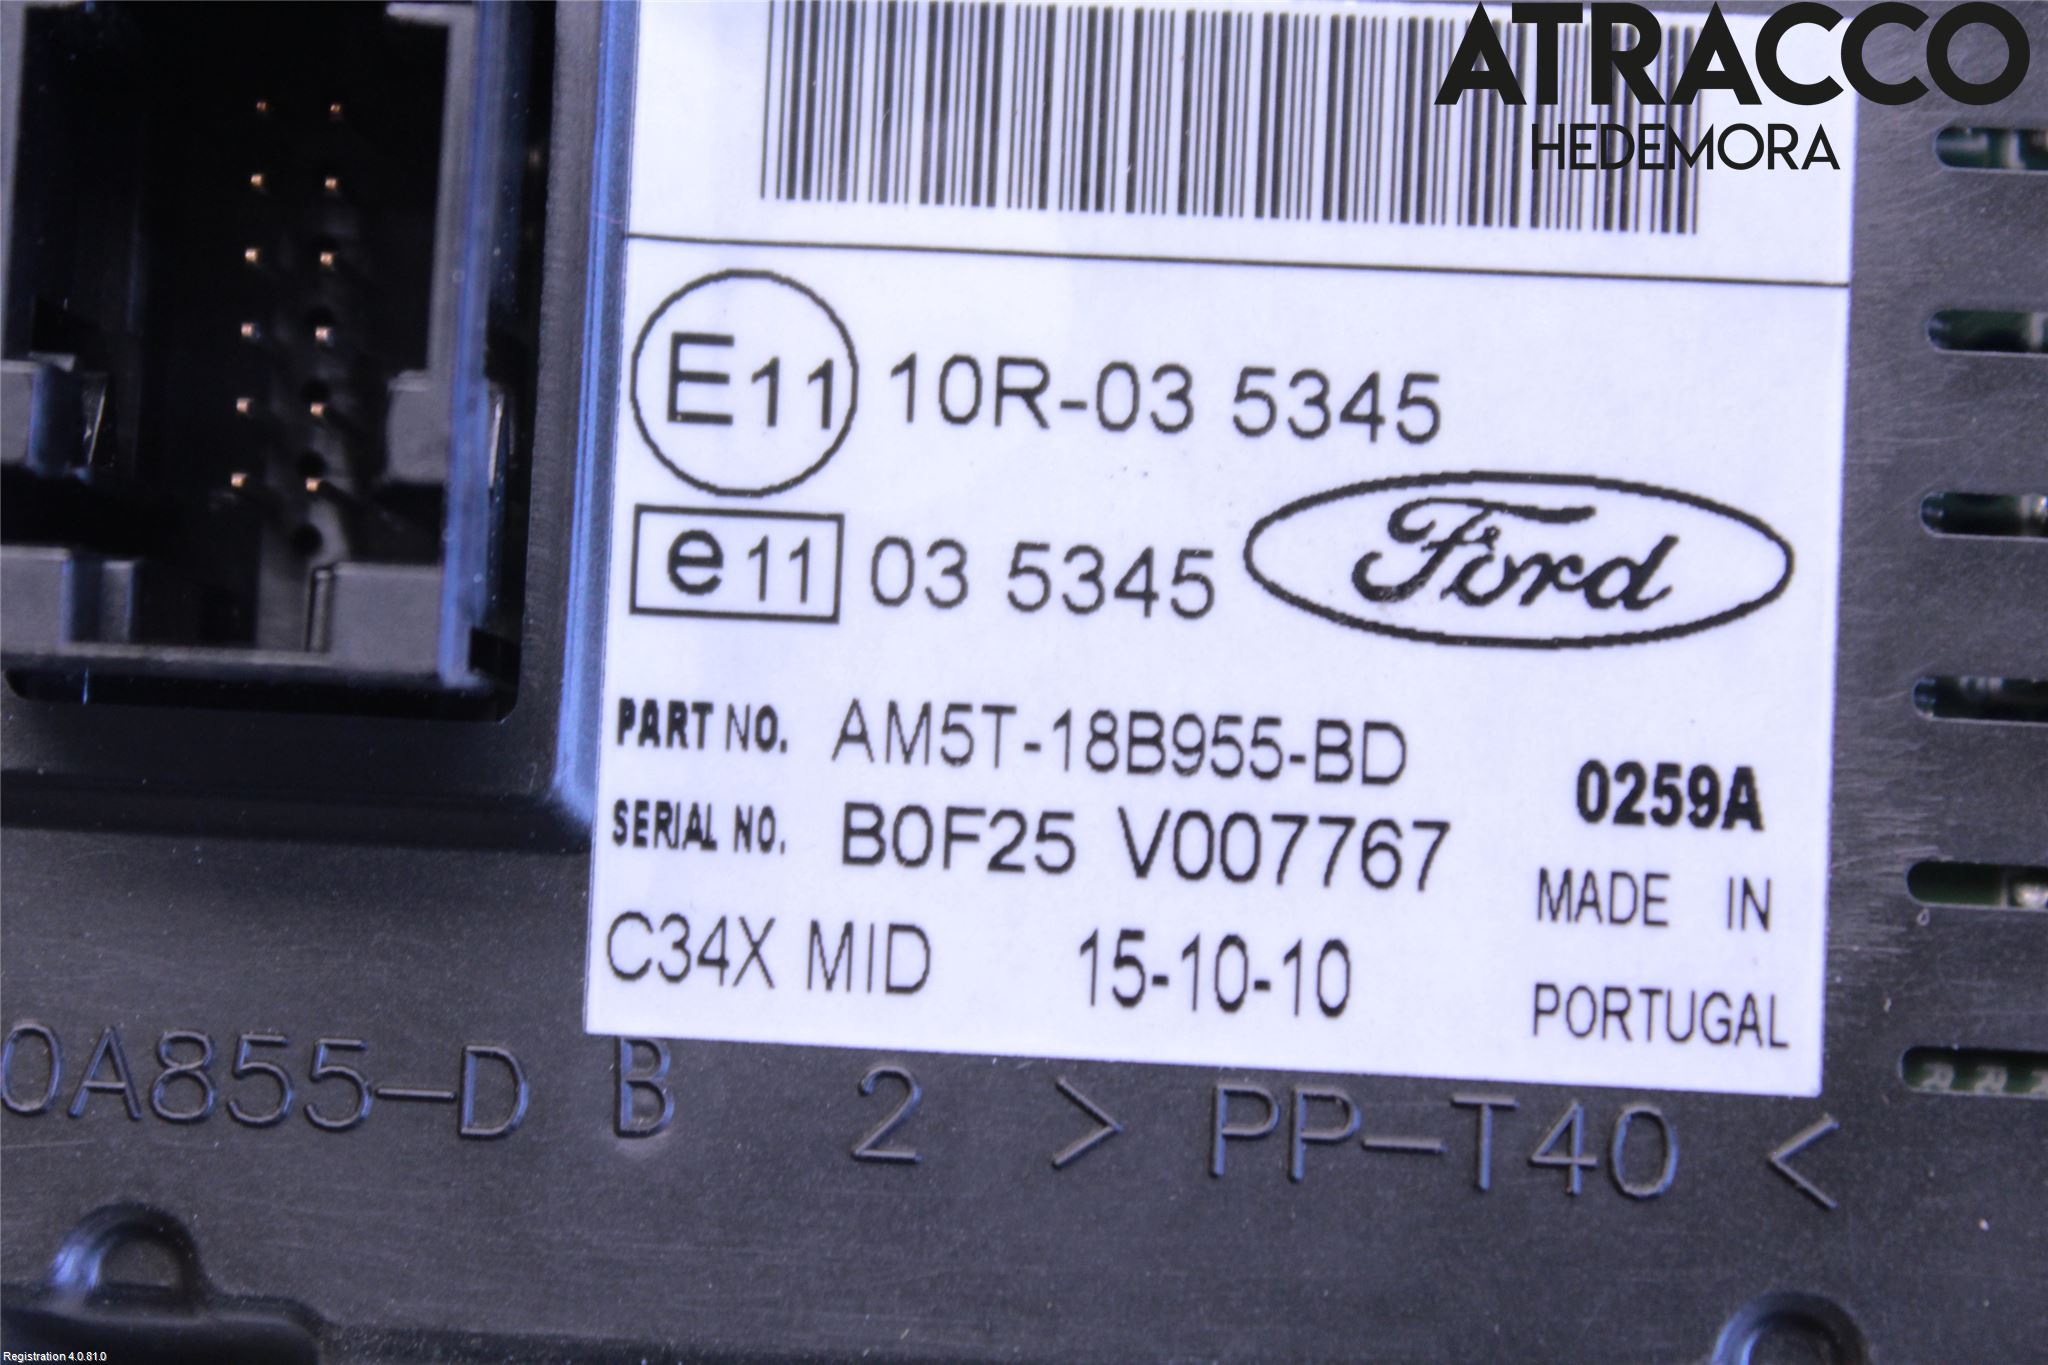 ATRACCO
HEDEMORA
E11 10R-03 5345
e11 03 5345 Ford
PART NO. AM5T-18B955-BD
0259A
SERIAL NO. B0F25 V007767
MADE IN
PORTUGAL
C34X MID 15-10-10
0A855-D B 2 > PP-T40 <
Registration 4.0.81.0